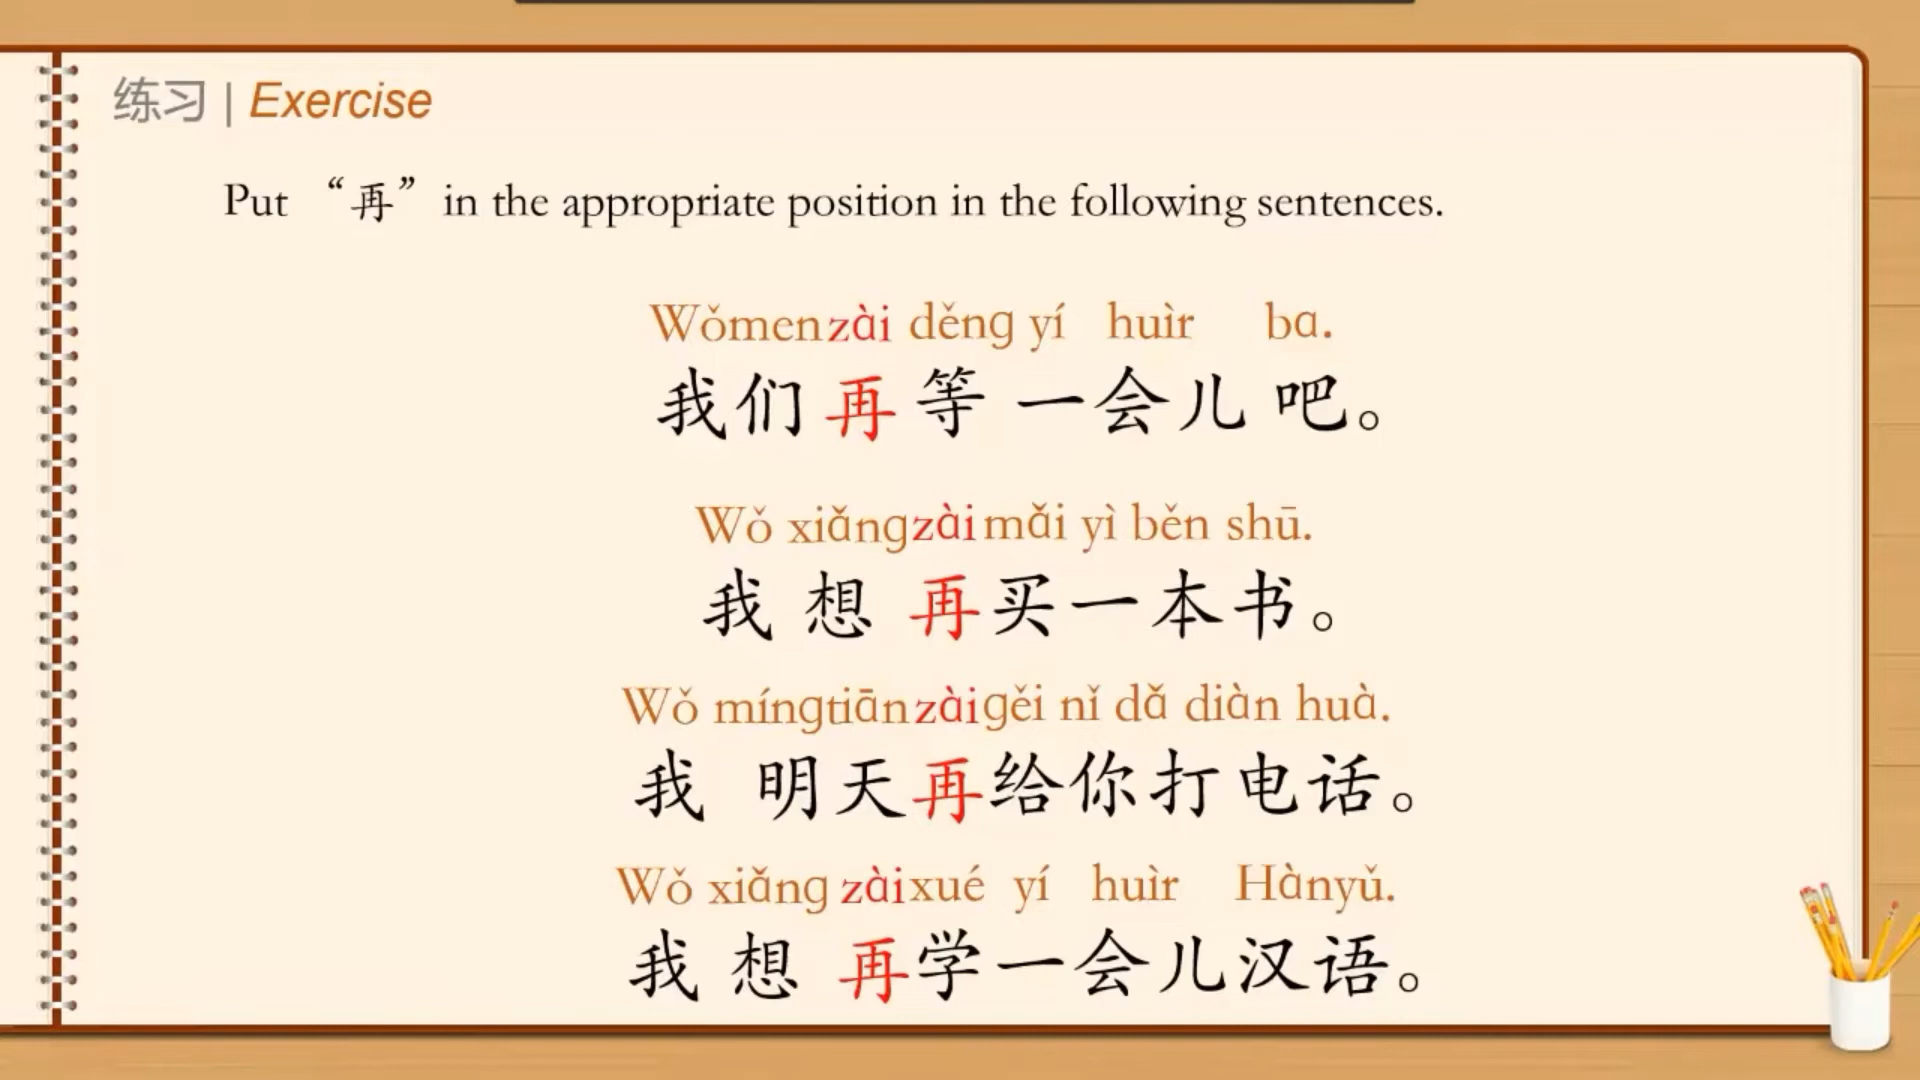 练习 | Exercise
Put “再” in the appropriate position in the following sentences.
Wǒmen zài děng yí huìr ba.
我们再等一会儿吧。
Wǒ xiǎng zài mǎi yì běn shū.
我想再买一本书。
Wǒ míngtiān zài gěi nǐ dǎ diàn huà.
我明天再给你打电话。
Wǒ xiǎng zài xué yí huìr Hànyǔ.
我想再学一会儿汉语。